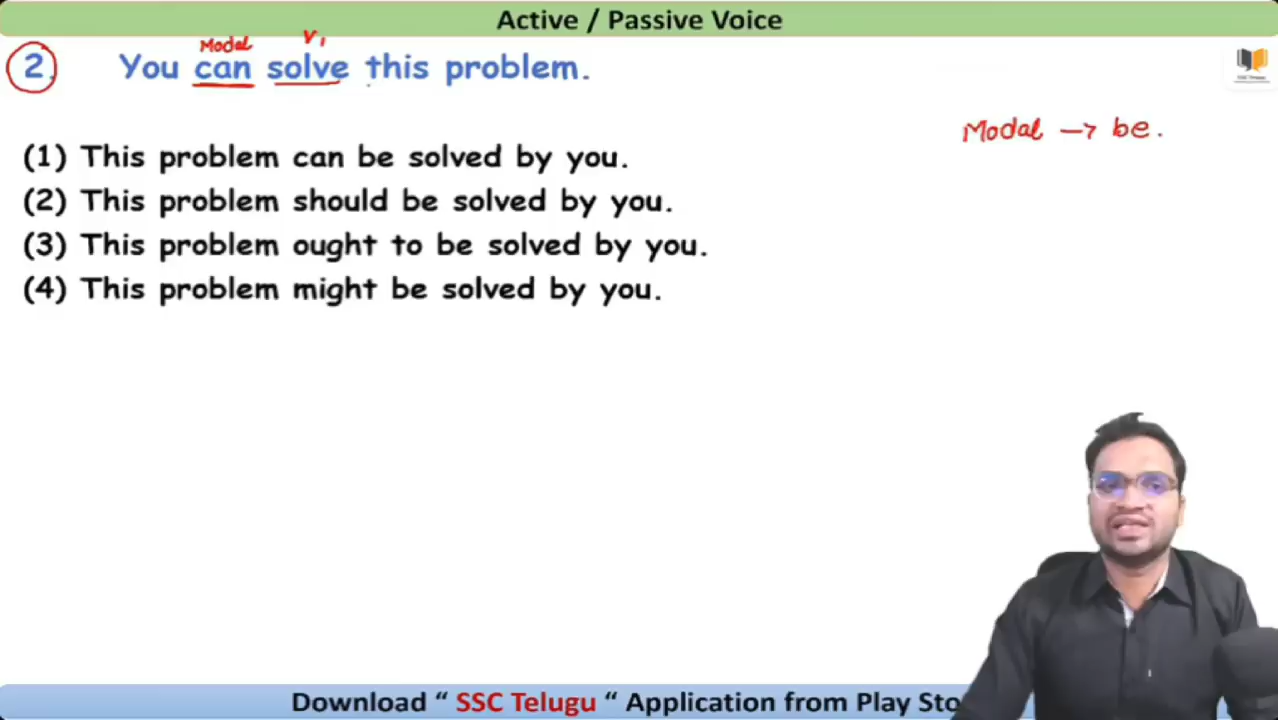 Active / Passive Voice
Modal V1
2. You can solve this problem.
SSC Telugu
Modal → be.
(1) This problem can be solved by you.
(2) This problem should be solved by you.
(3) This problem ought to be solved by you.
(4) This problem might be solved by you.
Download “ SSC Telugu “ Application from Play Sto